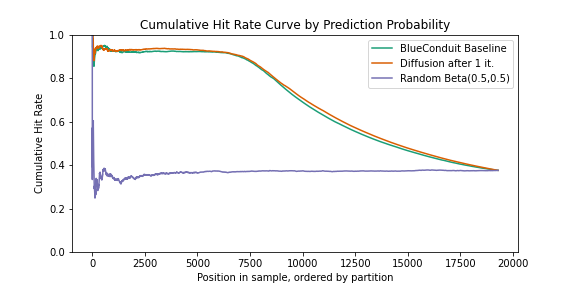 Cumulative Hit Rate Curve by Prediction Probability
1.0
0.8
0.6
0.4
0.2
0.0
Cumulative Hit Rate
BlueConduit Baseline
Diffusion after 1 it.
Random Beta(0.5,0.5)
0 2500 5000 7500 10000 12500 15000 17500 20000
Position in sample, ordered by partition